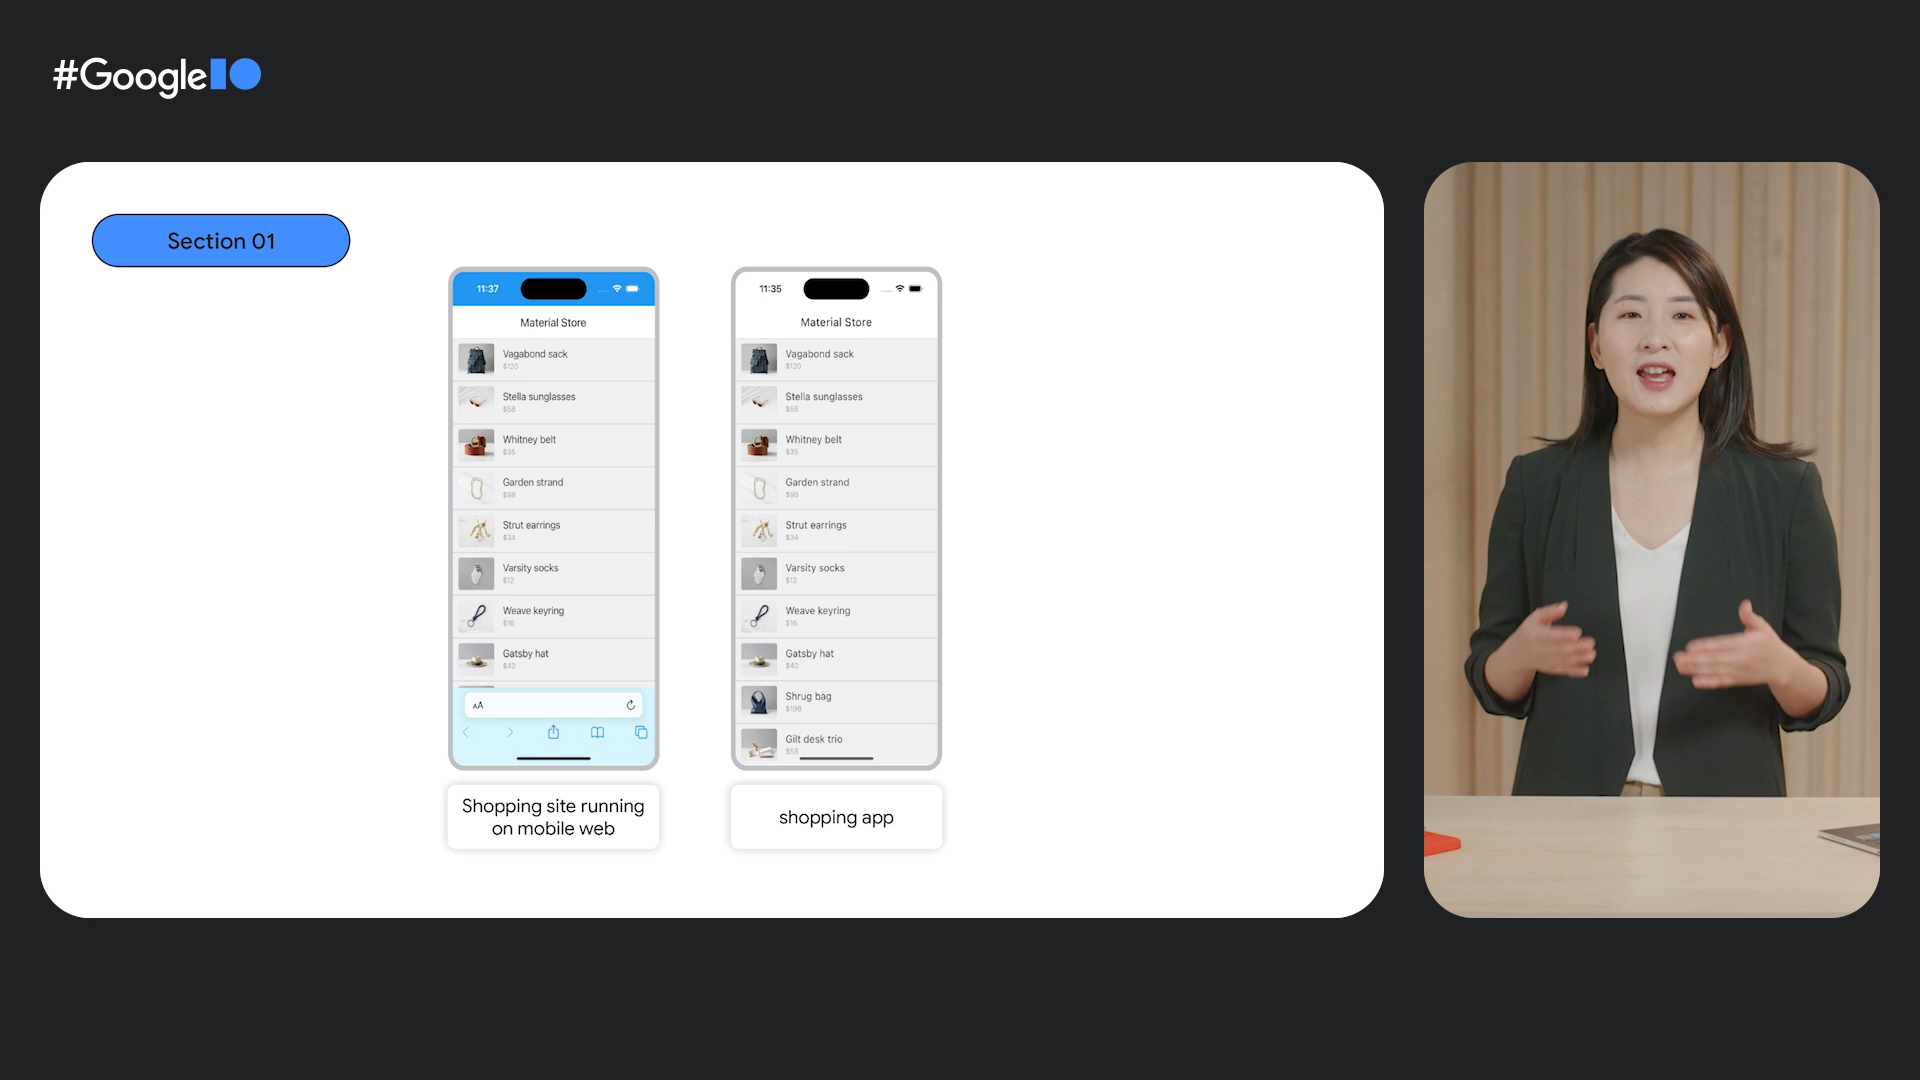 #Google IO
Section 01
11:37
Material Store
Vagabond sack
$120
Stella sunglasses
$58
Whitney belt
$35
Garden strand
$98
Strut earrings
$34
Varsity socks
$12
Weave keyring
$16
Gatsby hat
$40
AA
Shopping site running
on mobile web
11:35
Material Store
Vagabond sack
$120
Stella sunglasses
$58
Whitney belt
$35
Garden strand
$98
Strut earrings
$34
Varsity socks
$12
Weave keyring
$16
Gatsby hat
$40
Shrug bag
$198
Gilt desk trio
$58
shopping app